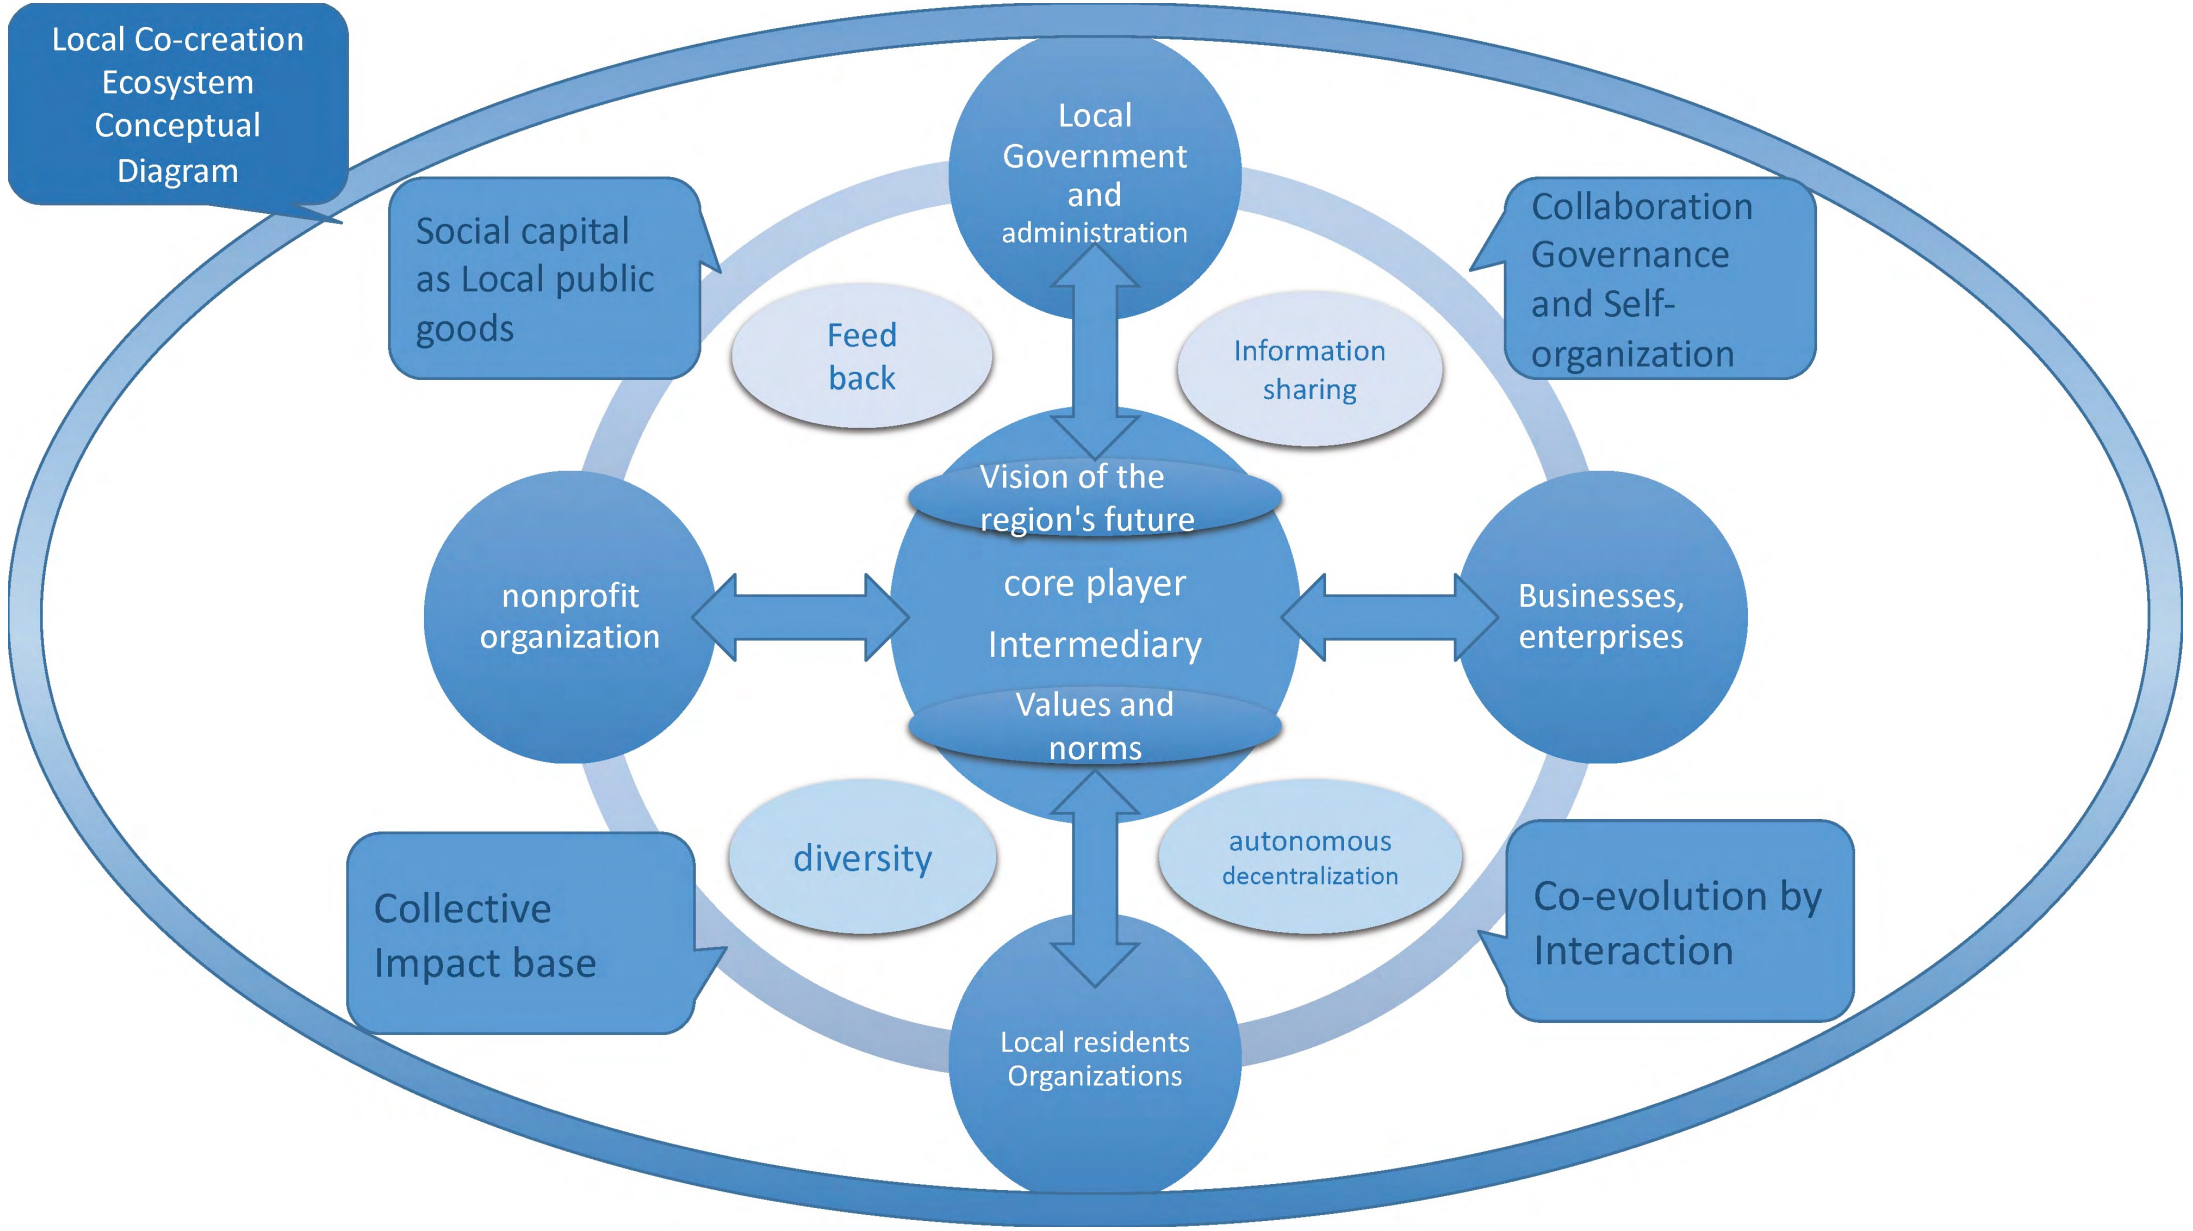 Local Co-creation
Ecosystem
Conceptual
Diagram
Local
Government
and
administration
Social capital
as Local public
goods
Collaboration
Governance
and Self-
organization
Feed
back
Information
sharing
Vision of the
region's future
core player
Intermediary
Values and
norms
nonprofit
organization
Businesses,
enterprises
diversity
autonomous
decentralization
Collective
Impact base
Co-evolution by
Interaction
Local residents
Organizations